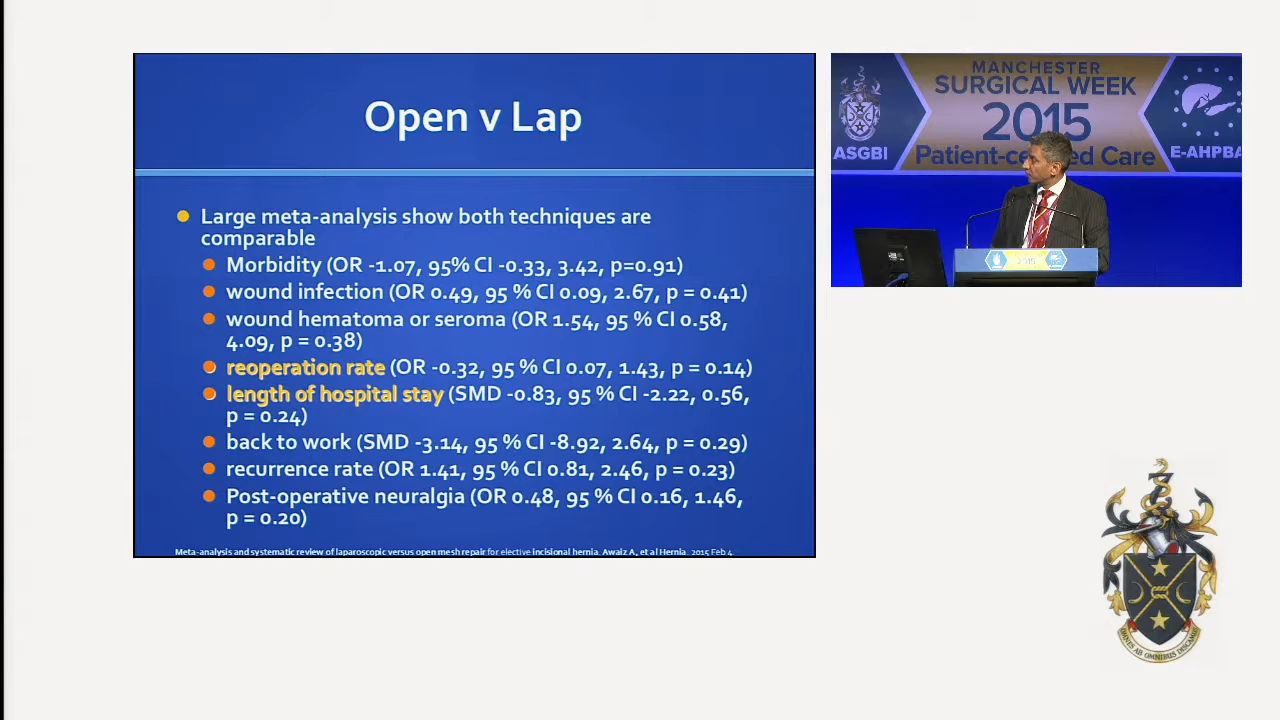 Open v Lap
Large meta-analysis show both techniques are
comparable
Morbidity (OR -1.07, 95% CI -0.33, 3.42, p=0.91)
wound infection (OR 0.49, 95 % CI 0.09, 2.67, p = 0.41)
wound hematoma or seroma (OR 1.54, 95 % CI 0.58,
4.09, p = 0.38)
reoperation rate (OR -0.32, 95 % CI 0.07, 1.43, p = 0.14)
length of hospital stay (SMD -0.83, 95 % CI -2.22, 0.56,
p = 0.24)
back to work (SMD -3.14, 95 % CI -8.92, 2.64, p = 0.29)
recurrence rate (OR 1.41, 95 % CI 0.81, 2.46, p = 0.23)
Post-operative neuralgia (OR 0.48, 95 % CI 0.16, 1.46,
p = 0.20)
Meta-analysis and systematic review of laparoscopic versus open mesh repair for elective incisional hernia. Awaiz A, et al Hernia. 2015 Feb 4.
MANCHESTER
SURGICAL WEEK
2015
Patient-ce ed Care
ASGBI
E-AHPBA
2015
OMNES AB OMNIBUS DISCAMUS